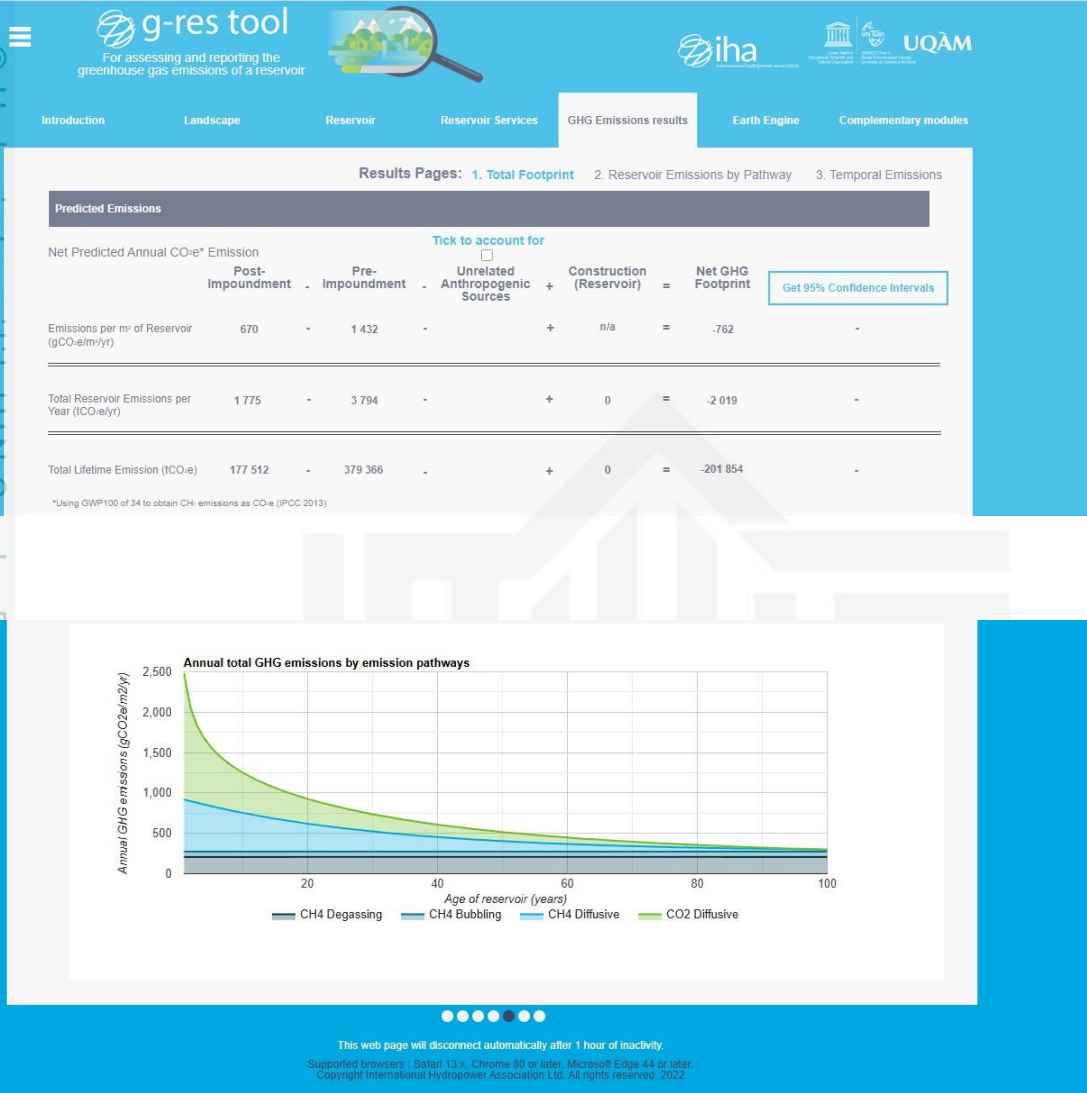 g-res tool
For assessing and reporting the
greenhouse gas emissions of a reservoir
iha
international hydropower association
UQÀM
Introduction Landscape Reservoir Reservoir Services GHG Emissions results Earth Engine Complementary modules
Results Pages: 1. Total Footprint 2. Reservoir Emissions by Pathway 3. Temporal Emissions
Predicted Emissions
Tick to account for
Net Predicted Annual CO₂e* Emission
Post-Impoundment - Pre-Impoundment - Unrelated Anthropogenic Sources + Construction (Reservoir) = Net GHG Footprint Get 95% Confidence Intervals
Emissions per m² of Reservoir (gCO₂e/m²/yr) 670 - 1 432 - + n/a = -762 -
Total Reservoir Emissions per Year (tCO₂e/yr) 1 775 - 3 794 - + 0 = -2 019 -
Total Lifetime Emission (tCO₂e) 177 512 - 379 366 - + 0 = -201 854 -
*Using GWP100 of 34 to obtain CH₄ emissions as CO₂e (IPCC 2013)
Annual total GHG emissions by emission pathways
Annual GHG emissions (gCO2e/m2/yr)
2,500
2,000
1,500
1,000
500
0
20 40 60 80 100
Age of reservoir (years)
CH4 Degassing CH4 Bubbling CH4 Diffusive CO2 Diffusive
This web page will disconnect automatically after 1 hour of inactivity.
Supported browsers : Safari 13.x, Chrome 80 or later, Microsoft Edge 44 or later.
Copyright International Hydropower Association Ltd. All rights reserved. 2022